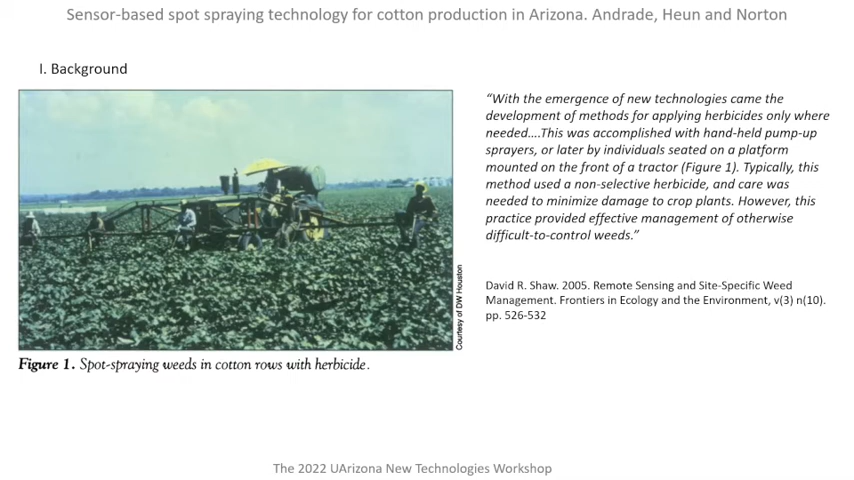 Sensor-based spot spraying technology for cotton production in Arizona. Andrade, Heun and Norton
I. Background
“With the emergence of new technologies came the
development of methods for applying herbicides only where
needed....This was accomplished with hand-held pump-up
sprayers, or later by individuals seated on a platform
mounted on the front of a tractor (Figure 1). Typically, this
method used a non-selective herbicide, and care was
needed to minimize damage to crop plants. However, this
practice provided effective management of otherwise
difficult-to-control weeds.”
David R. Shaw. 2005. Remote Sensing and Site-Specific Weed
Management. Frontiers in Ecology and the Environment, v(3) n(10).
pp. 526-532
Courtesy of DW Houston
Figure 1. Spot-spraying weeds in cotton rows with herbicide.
The 2022 UArizona New Technologies Workshop